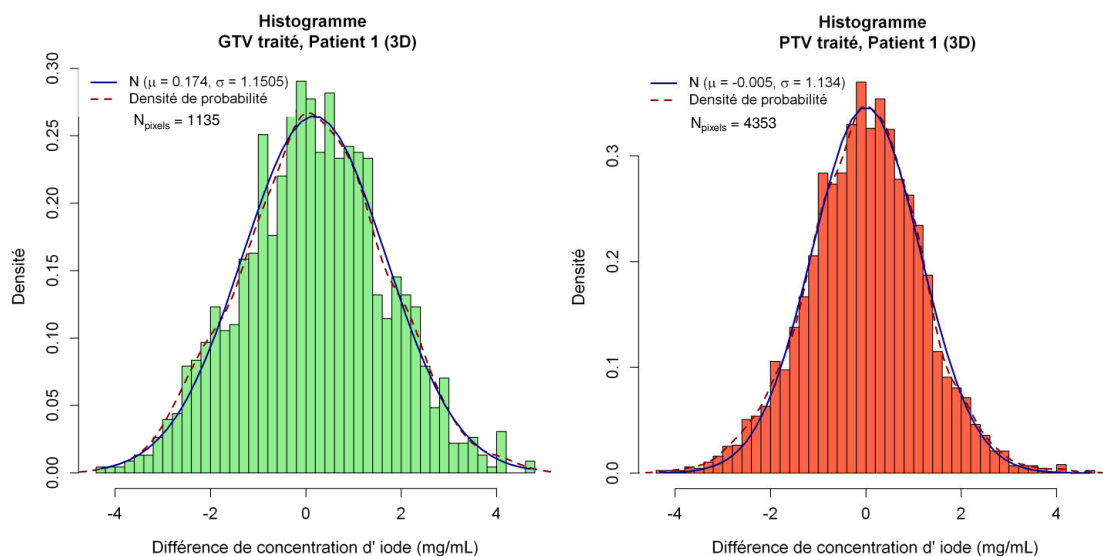 Histogramme
GTV traité, Patient 1 (3D)
N (μ = 0.174, σ = 1.1505)
Densité de probabilité
Npixels = 1135
Densité
0.00
0.05
0.10
0.15
0.20
0.25
0.30
-4
-2
0
2
4
Différence de concentration d' iode (mg/mL)
Histogramme
PTV traité, Patient 1 (3D)
N (μ = -0.005, σ = 1.134)
Densité de probabilité
Npixels = 4353
Densité
0.0
0.1
0.2
0.3
-4
-2
0
2
4
Différence de concentration d' iode (mg/mL)